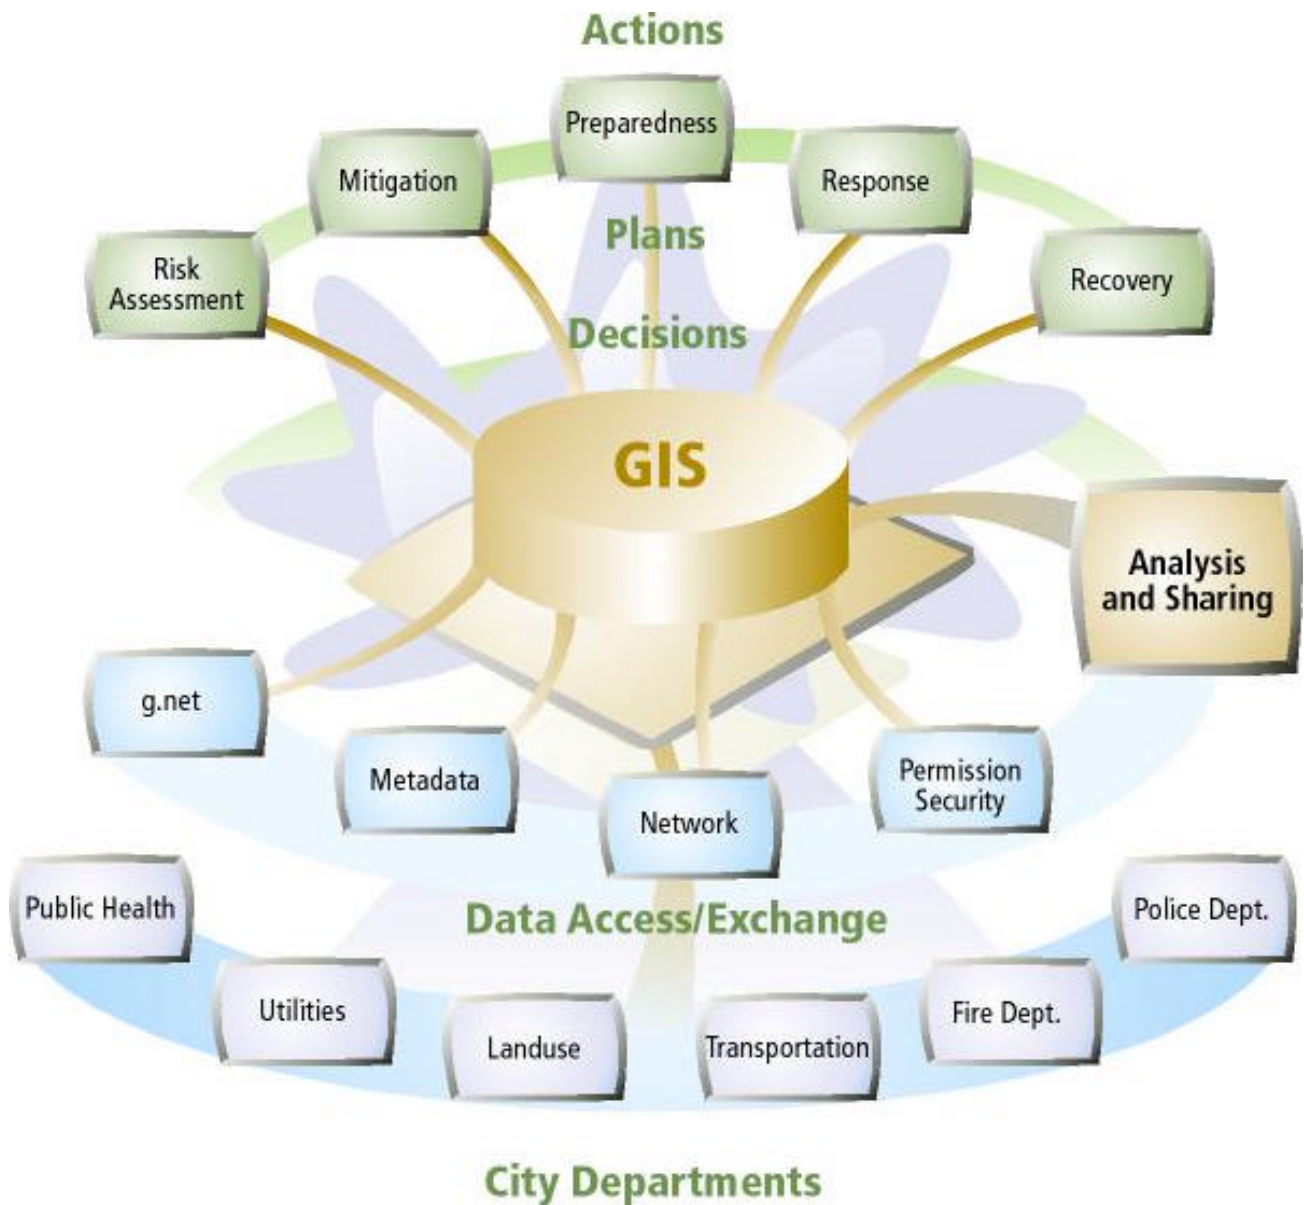 Actions
Preparedness
Mitigation
Response
Plans
Risk
Assessment
Recovery
Decisions
GIS
Analysis
and Sharing
g.net
Metadata
Network
Permission
Security
Public Health
Data Access/Exchange
Police Dept.
Utilities
Landuse
Transportation
Fire Dept.
City Departments